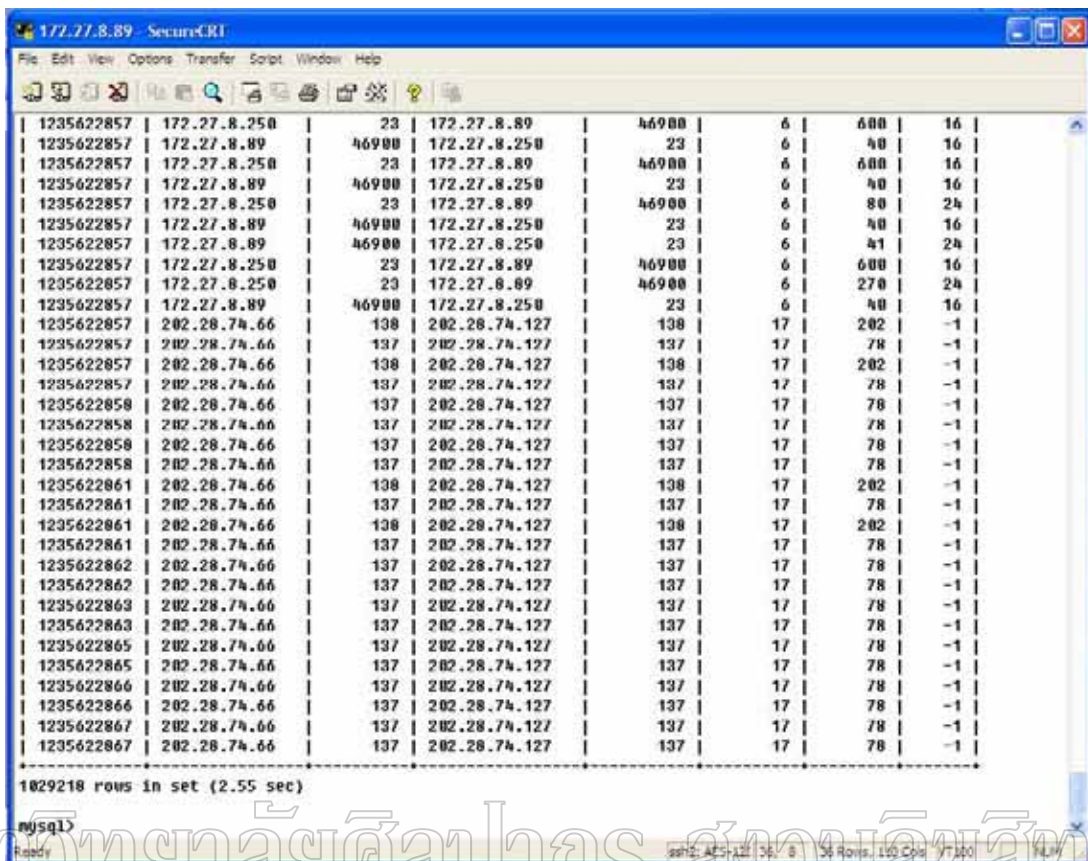 172.27.8.89 - SecureCRT
File Edit View Options Transfer Script Window Help
| 1235622857 | 172.27.8.250 | 23 | 172.27.8.89 | 46900 | 6 | 600 | 16 |
| 1235622857 | 172.27.8.89 | 46900 | 172.27.8.250 | 23 | 6 | 40 | 16 |
| 1235622857 | 172.27.8.250 | 23 | 172.27.8.89 | 46900 | 6 | 600 | 16 |
| 1235622857 | 172.27.8.89 | 46900 | 172.27.8.250 | 23 | 6 | 40 | 16 |
| 1235622857 | 172.27.8.250 | 23 | 172.27.8.89 | 46900 | 6 | 80 | 24 |
| 1235622857 | 172.27.8.89 | 46900 | 172.27.8.250 | 23 | 6 | 40 | 16 |
| 1235622857 | 172.27.8.89 | 46900 | 172.27.8.250 | 23 | 6 | 41 | 24 |
| 1235622857 | 172.27.8.250 | 23 | 172.27.8.89 | 46900 | 6 | 600 | 16 |
| 1235622857 | 172.27.8.250 | 23 | 172.27.8.89 | 46900 | 6 | 270 | 24 |
| 1235622857 | 172.27.8.89 | 46900 | 172.27.8.250 | 23 | 6 | 40 | 16 |
| 1235622857 | 202.28.74.66 | 138 | 202.28.74.127 | 138 | 17 | 202 | -1 |
| 1235622857 | 202.28.74.66 | 137 | 202.28.74.127 | 137 | 17 | 78 | -1 |
| 1235622857 | 202.28.74.66 | 138 | 202.28.74.127 | 138 | 17 | 202 | -1 |
| 1235622857 | 202.28.74.66 | 137 | 202.28.74.127 | 137 | 17 | 78 | -1 |
| 1235622858 | 202.28.74.66 | 137 | 202.28.74.127 | 137 | 17 | 78 | -1 |
| 1235622858 | 202.28.74.66 | 137 | 202.28.74.127 | 137 | 17 | 78 | -1 |
| 1235622858 | 202.28.74.66 | 137 | 202.28.74.127 | 137 | 17 | 78 | -1 |
| 1235622858 | 202.28.74.66 | 137 | 202.28.74.127 | 137 | 17 | 78 | -1 |
| 1235622861 | 202.28.74.66 | 138 | 202.28.74.127 | 138 | 17 | 202 | -1 |
| 1235622861 | 202.28.74.66 | 137 | 202.28.74.127 | 137 | 17 | 78 | -1 |
| 1235622861 | 202.28.74.66 | 138 | 202.28.74.127 | 138 | 17 | 202 | -1 |
| 1235622861 | 202.28.74.66 | 137 | 202.28.74.127 | 137 | 17 | 78 | -1 |
| 1235622862 | 202.28.74.66 | 137 | 202.28.74.127 | 137 | 17 | 78 | -1 |
| 1235622862 | 202.28.74.66 | 137 | 202.28.74.127 | 137 | 17 | 78 | -1 |
| 1235622863 | 202.28.74.66 | 137 | 202.28.74.127 | 137 | 17 | 78 | -1 |
| 1235622863 | 202.28.74.66 | 137 | 202.28.74.127 | 137 | 17 | 78 | -1 |
| 1235622865 | 202.28.74.66 | 137 | 202.28.74.127 | 137 | 17 | 78 | -1 |
| 1235622865 | 202.28.74.66 | 137 | 202.28.74.127 | 137 | 17 | 78 | -1 |
| 1235622866 | 202.28.74.66 | 137 | 202.28.74.127 | 137 | 17 | 78 | -1 |
| 1235622866 | 202.28.74.66 | 137 | 202.28.74.127 | 137 | 17 | 78 | -1 |
| 1235622867 | 202.28.74.66 | 137 | 202.28.74.127 | 137 | 17 | 78 | -1 |
| 1235622867 | 202.28.74.66 | 137 | 202.28.74.127 | 137 | 17 | 78 | -1 |
1029218 rows in set (2.55 sec)
mysql>
Ready ssh2: AES-128 36, 8 36 Rows, 110 Cols VT100 NUM